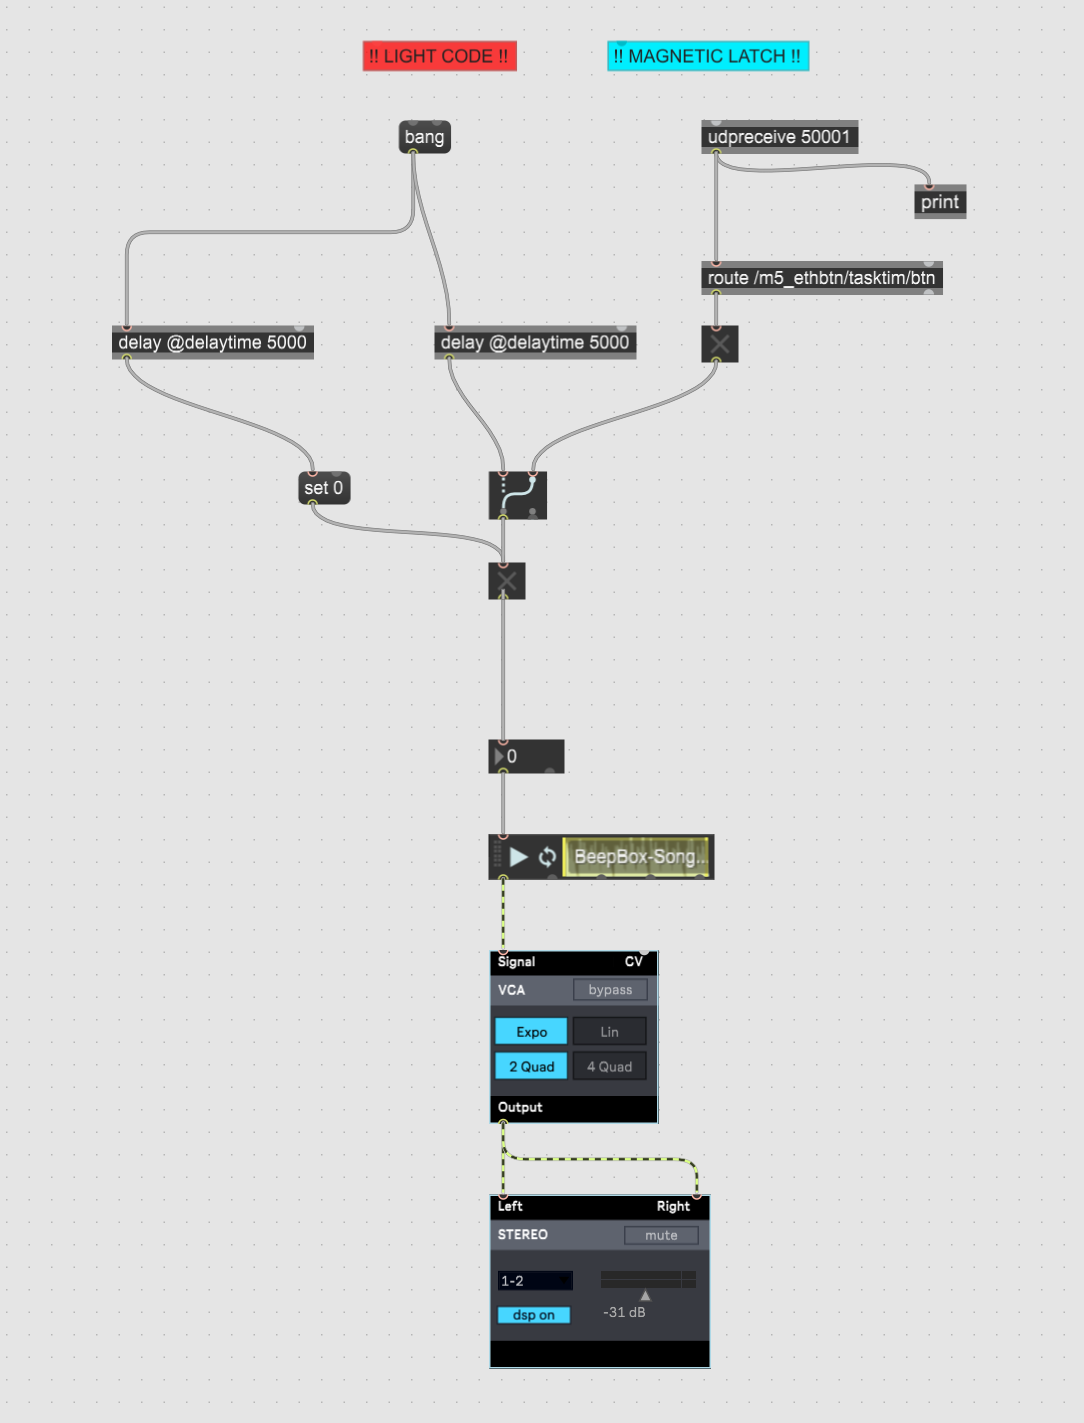 !! LIGHT CODE !!
!! MAGNETIC LATCH !!
bang
udpreceive 50001
print
route /m5_ethbtn/tasktim/btn
delay @delaytime 5000
delay @delaytime 5000
set 0
0
BeepBox-Song...
Signal CV
VCA bypass
Expo Lin
2 Quad 4 Quad
Output
Left Right
STEREO mute
1-2
-31 dB
dsp on